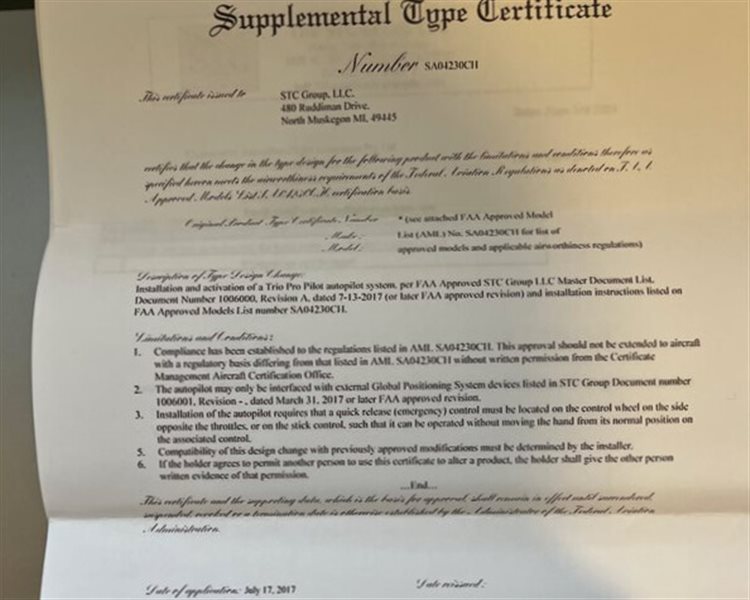 Supplemental Type Certificate
Number SA04230CH
This certificate issued to STC Group, LLC.
480 Ruddiman Drive.
North Muskegon MI, 49445
certifies that the change in the type design for the following product with the limitations and conditions therefore as
specified hereon meets the airworthiness requirements of the Federal Aviation Regulations as denoted on F.A.A.
Approved Models List SA04230CH certification basis.
Original Product Type Certificate Number * (see attached FAA Approved Model
Make: List (AML) No. SA04230CH for list of
Model: approved models and applicable airworthiness regulations)
Description of Type Design Change:
Installation and activation of a Trio Pro Pilot autopilot system, per FAA Approved STC Group LLC Master Document List,
Document Number 1006000, Revision A, dated 7-13-2017 (or later FAA approved revision) and installation instructions listed on
FAA Approved Models List number SA04230CH.
Limitations and Conditions:
1. Compliance has been established to the regulations listed in AML SA04230CH. This approval should not be extended to aircraft
with a regulatory basis differing from that listed in AML SA04230CH without written permission from the Certificate
Management Aircraft Certification Office.
2. The autopilot may only be interfaced with external Global Positioning System devices listed in STC Group Document number
1006001, Revision - , dated March 31, 2017 or later FAA approved revision.
3. Installation of the autopilot requires that a quick release (emergency) control must be located on the control wheel on the side
opposite the throttles, or on the stick control, such that it can be operated without moving the hand from its normal position on
the associated control.
5. Compatibility of this design change with previously approved modifications must be determined by the installer.
6. If the holder agrees to permit another person to use this certificate to alter a product, the holder shall give the other person
written evidence of that permission.
...End...
This certificate and the supporting data, which is the basis for approval, shall remain in effect until surrendered,
suspended, revoked or a termination date is otherwise established by the Administrator of the Federal Aviation
Administration.
Date of application: July 17, 2017 Date reissued: